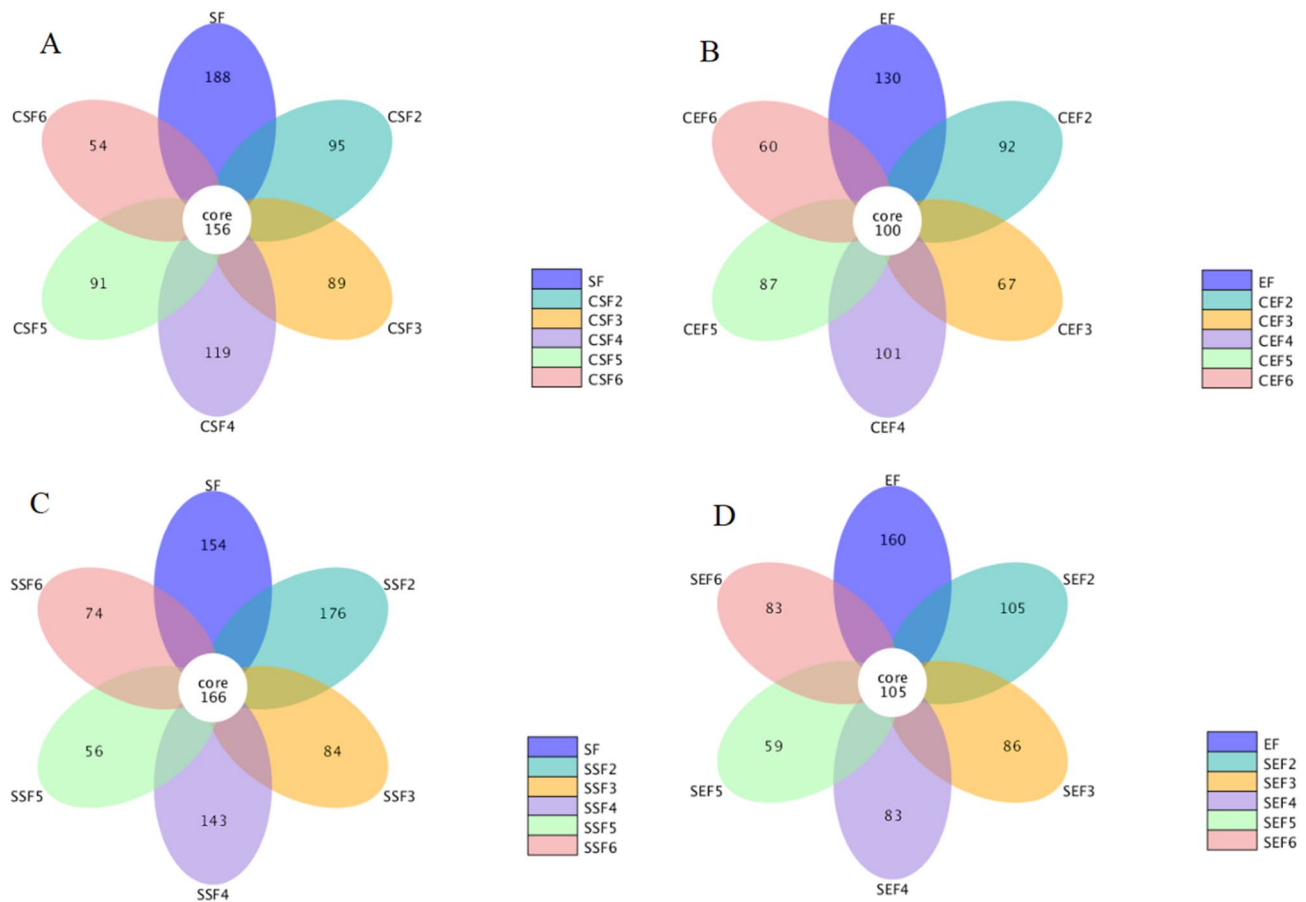 A
SF
188
CSF6
54
CSF2
95
core
156
CSF5
91
CSF3
89
CSF4
119
SF
CSF2
CSF3
CSF4
CSF5
CSF6
B
EF
130
CEF6
60
CEF2
92
core
100
CEF5
87
CEF3
67
CEF4
101
EF
CEF2
CEF3
CEF4
CEF5
CEF6
C
SF
154
SSF6
74
SSF2
176
core
166
SSF5
56
SSF3
84
SSF4
143
SF
SSF2
SSF3
SSF4
SSF5
SSF6
D
EF
160
SEF6
83
SEF2
105
core
105
SEF5
59
SEF3
86
SEF4
83
EF
SEF2
SEF3
SEF4
SEF5
SEF6